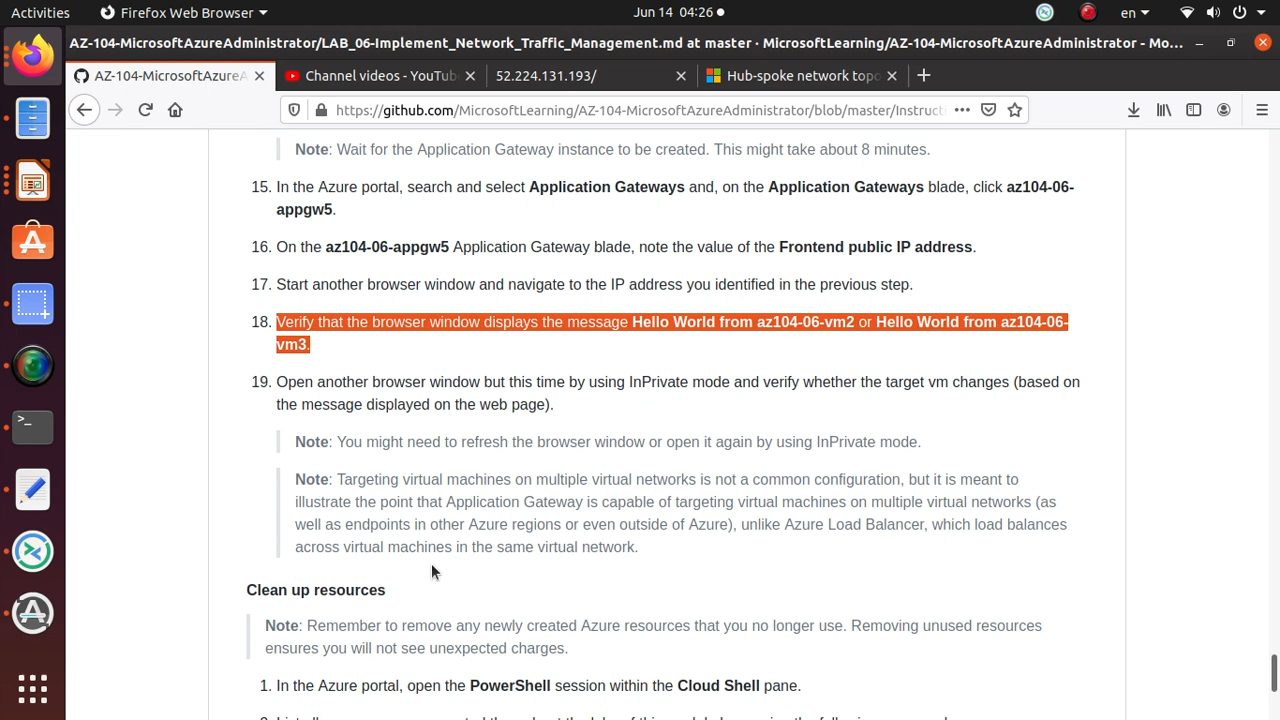 Activities
Firefox Web Browser
Jun 14 04:26
en
AZ-104-MicrosoftAzureAdministrator/LAB_06-Implement_Network_Traffic_Management.md at master · MicrosoftLearning/AZ-104-MicrosoftAzureAdministrator - Mo...
AZ-104-MicrosoftAzureA
Channel videos - YouTub
52.224.131.193/
Hub-spoke network topo
https://github.com/MicrosoftLearning/AZ-104-MicrosoftAzureAdministrator/blob/master/Instructi
Note: Wait for the Application Gateway instance to be created. This might take about 8 minutes.
15. In the Azure portal, search and select Application Gateways and, on the Application Gateways blade, click az104-06-
appgw5.
16. On the az104-06-appgw5 Application Gateway blade, note the value of the Frontend public IP address.
17. Start another browser window and navigate to the IP address you identified in the previous step.
18. Verify that the browser window displays the message Hello World from az104-06-vm2 or Hello World from az104-06-
vm3.
19. Open another browser window but this time by using InPrivate mode and verify whether the target vm changes (based on
the message displayed on the web page).
Note: You might need to refresh the browser window or open it again by using InPrivate mode.
Note: Targeting virtual machines on multiple virtual networks is not a common configuration, but it is meant to
illustrate the point that Application Gateway is capable of targeting virtual machines on multiple virtual networks (as
well as endpoints in other Azure regions or even outside of Azure), unlike Azure Load Balancer, which load balances
across virtual machines in the same virtual network.
Clean up resources
Note: Remember to remove any newly created Azure resources that you no longer use. Removing unused resources
ensures you will not see unexpected charges.
1. In the Azure portal, open the PowerShell session within the Cloud Shell pane.